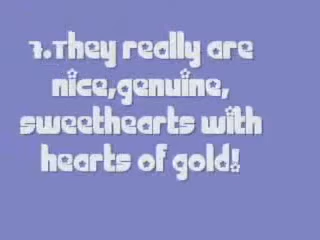 7.They really are
nice,genuine,
sweethearts with
hearts of gold!